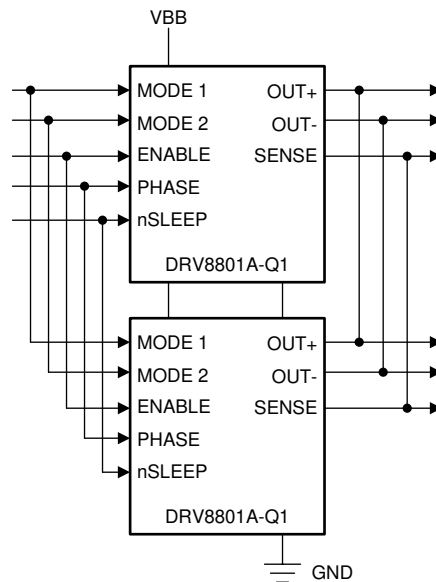 VBB
MODE 1 OUT+
MODE 2 OUT-
ENABLE SENSE
PHASE
nSLEEP
DRV8801A-Q1
MODE 1 OUT+
MODE 2 OUT-
ENABLE SENSE
PHASE
nSLEEP
DRV8801A-Q1
GND